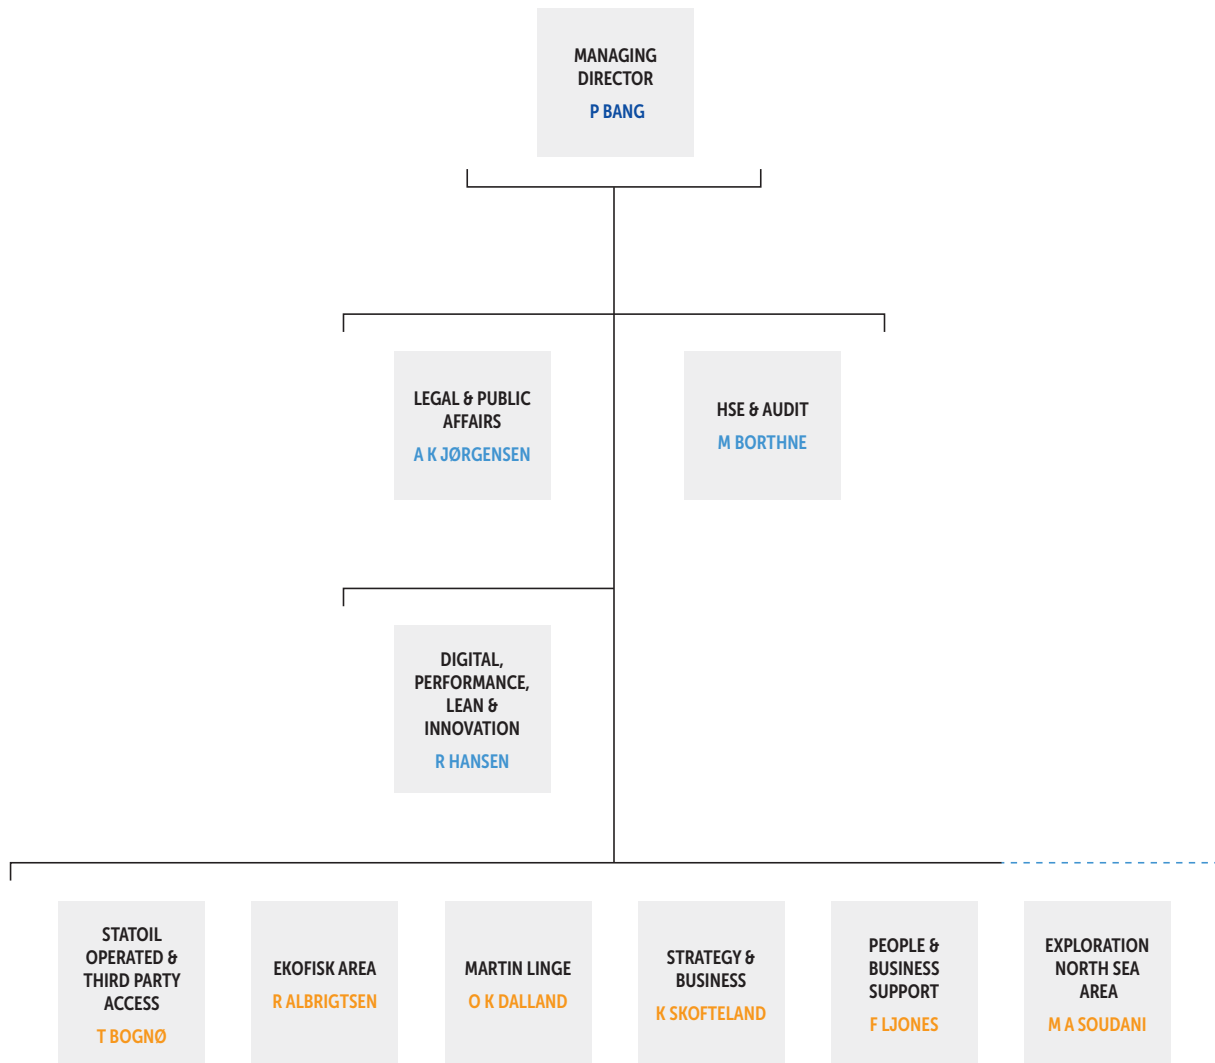 MANAGING
DIRECTOR
P BANG
LEGAL & PUBLIC
AFFAIRS
A K JØRGENSEN
HSE & AUDIT
M BORTHNE
DIGITAL,
PERFORMANCE,
LEAN &
INNOVATION
R HANSEN
STATOIL
OPERATED &
THIRD PARTY
ACCESS
T BOGNØ
EKOFISK AREA
R ALBRIGTSEN
MARTIN LINGE
O K DALLAND
STRATEGY &
BUSINESS
K SKOFTELAND
PEOPLE &
BUSINESS
SUPPORT
F LJONES
EXPLORATION
NORTH SEA
AREA
M A SOUDANI